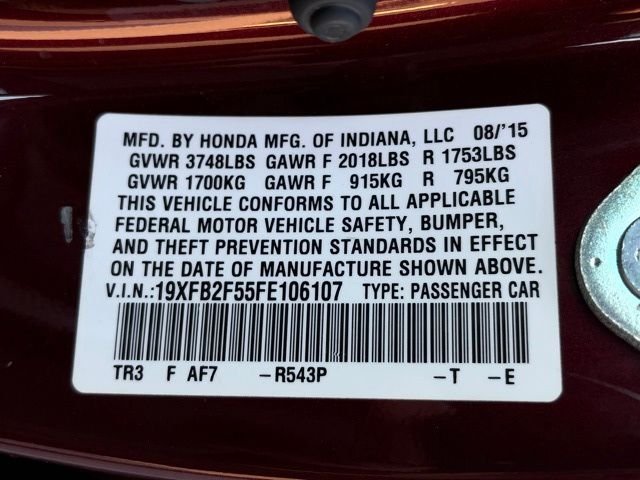 MFD. BY HONDA MFG. OF INDIANA, LLC 08/'15
GVWR 3748LBS GAWR F 2018LBS R 1753LBS
GVWR 1700KG GAWR F 915KG R 795KG
THIS VEHICLE CONFORMS TO ALL APPLICABLE
FEDERAL MOTOR VEHICLE SAFETY, BUMPER,
AND THEFT PREVENTION STANDARDS IN EFFECT
ON THE DATE OF MANUFACTURE SHOWN ABOVE.
V.I.N.:19XFB2F55FE106107 TYPE: PASSENGER CAR
TR3 F AF7 -R543P -T -E